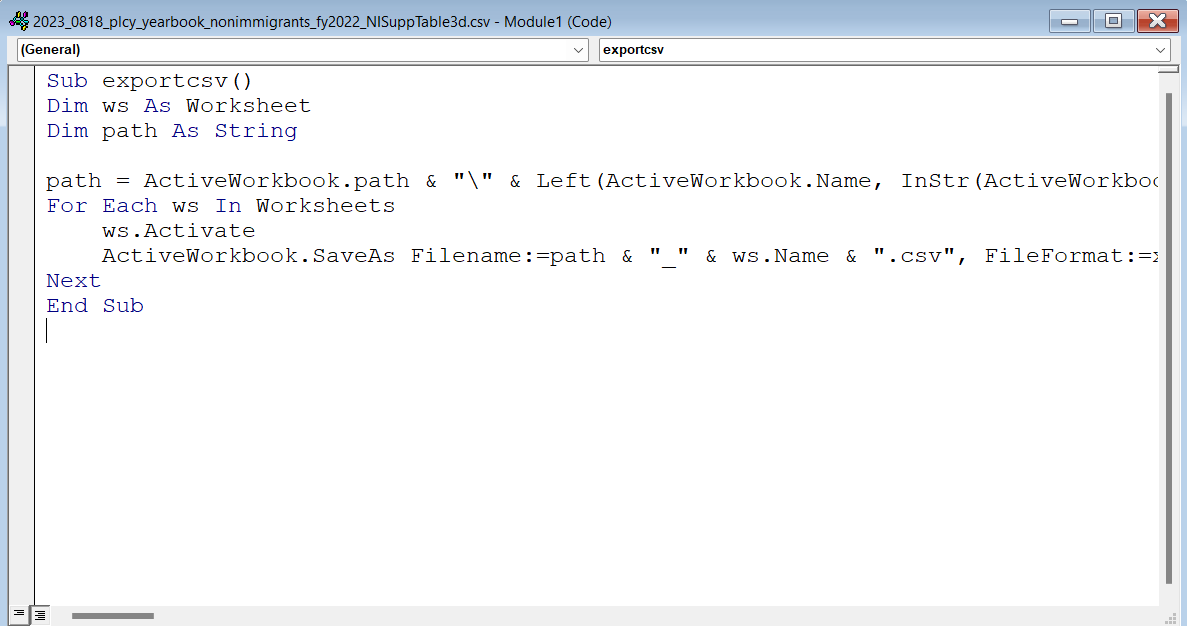 2023_0818_plcy_yearbook_nonimmigrants_fy2022_NISuppTable3d.csv - Module1 (Code)
(General) exportcsv
Sub exportcsv()
Dim ws As Worksheet
Dim path As String
path = ActiveWorkbook.path & "\" & Left(ActiveWorkbook.Name, InStr(ActiveWorkboo
For Each ws In Worksheets
    ws.Activate
    ActiveWorkbook.SaveAs Filename:=path & "_" & ws.Name & ".csv", FileFormat:=x
Next
End Sub